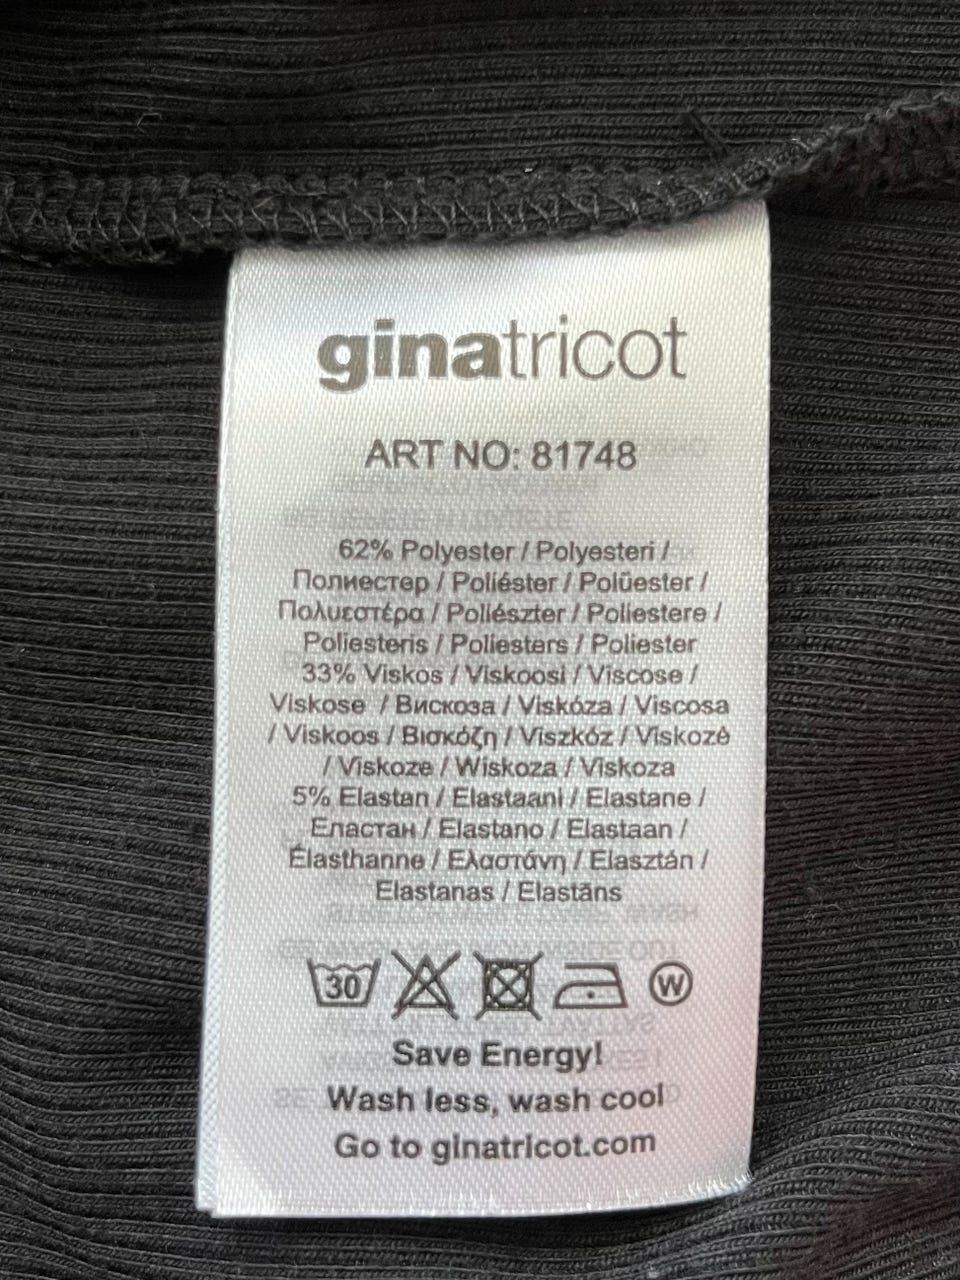 ginatricot
ART NO: 81748
62% Polyester / Polyesteri /
Полиестер / Poliéster / Polüester /
Πολυεστέρα / Poliészter / Poliestere /
Poliesteris / Poliesters / Poliester
33% Viskos / Viskoosi / Viscose /
Viskose / Вискоза / Viskóza / Viscosa
/ Viskoos / Βισκόζη / Viszkóz / Viskozė
/ Viskoze / Wiskoza / Viskoza
5% Elastan / Elastaani / Elastane /
Еластан / Elastano / Elastaan /
Élasthanne / Ελαστάνη / Elasztán /
Elastanas / Elastāns
30 W
Save Energy!
Wash less, wash cool
Go to ginatricot.com